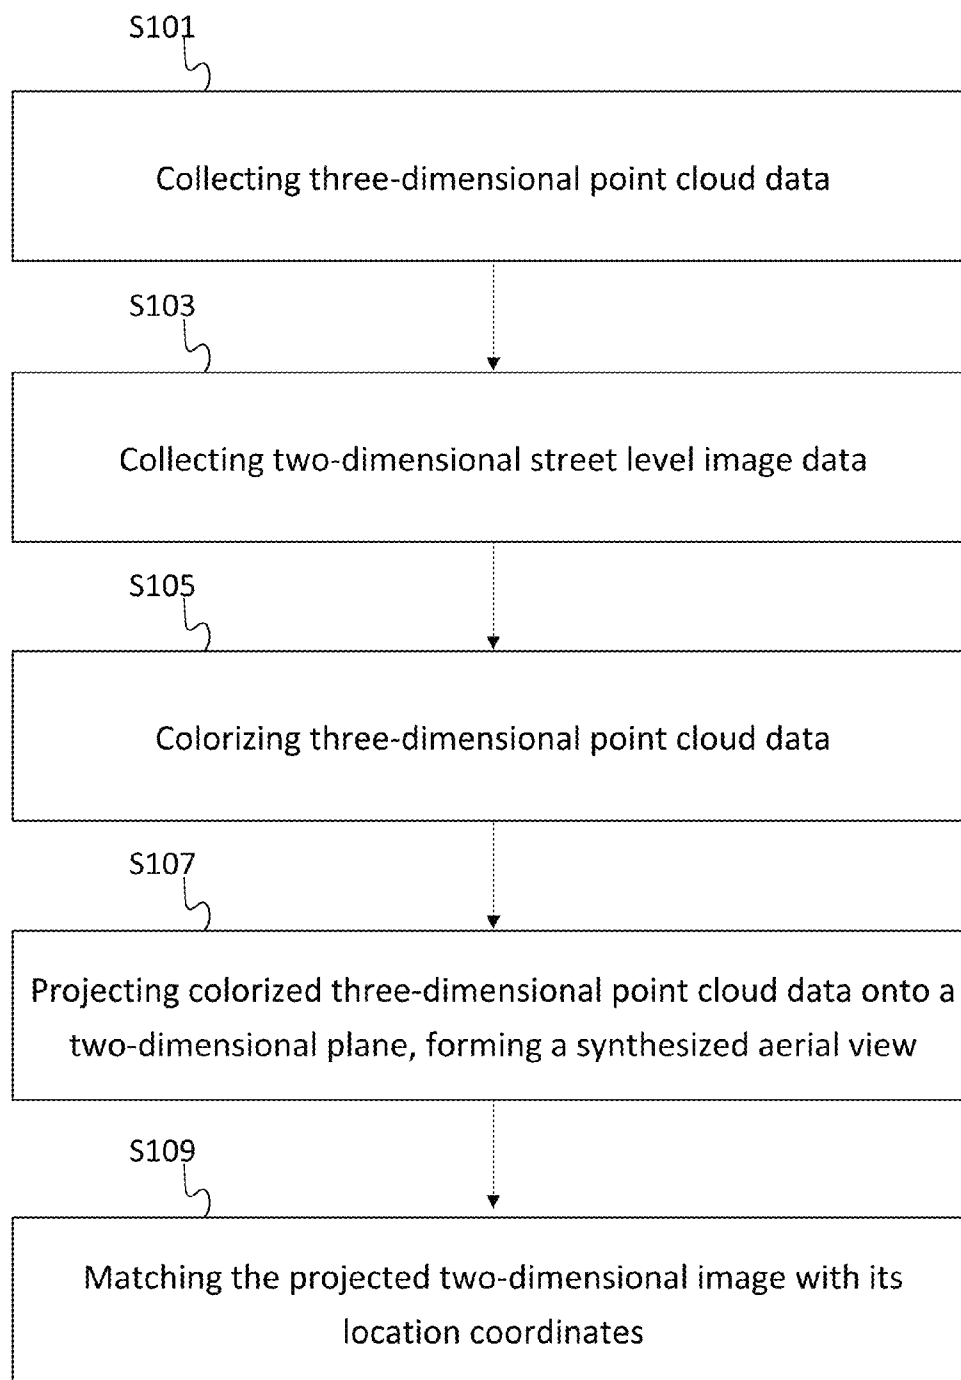 S101
Collecting three-dimensional point cloud data
S103
Collecting two-dimensional street level image data
S105
Colorizing three-dimensional point cloud data
S107
Projecting colorized three-dimensional point cloud data onto a
two-dimensional plane, forming a synthesized aerial view
S109
Matching the projected two-dimensional image with its
location coordinates